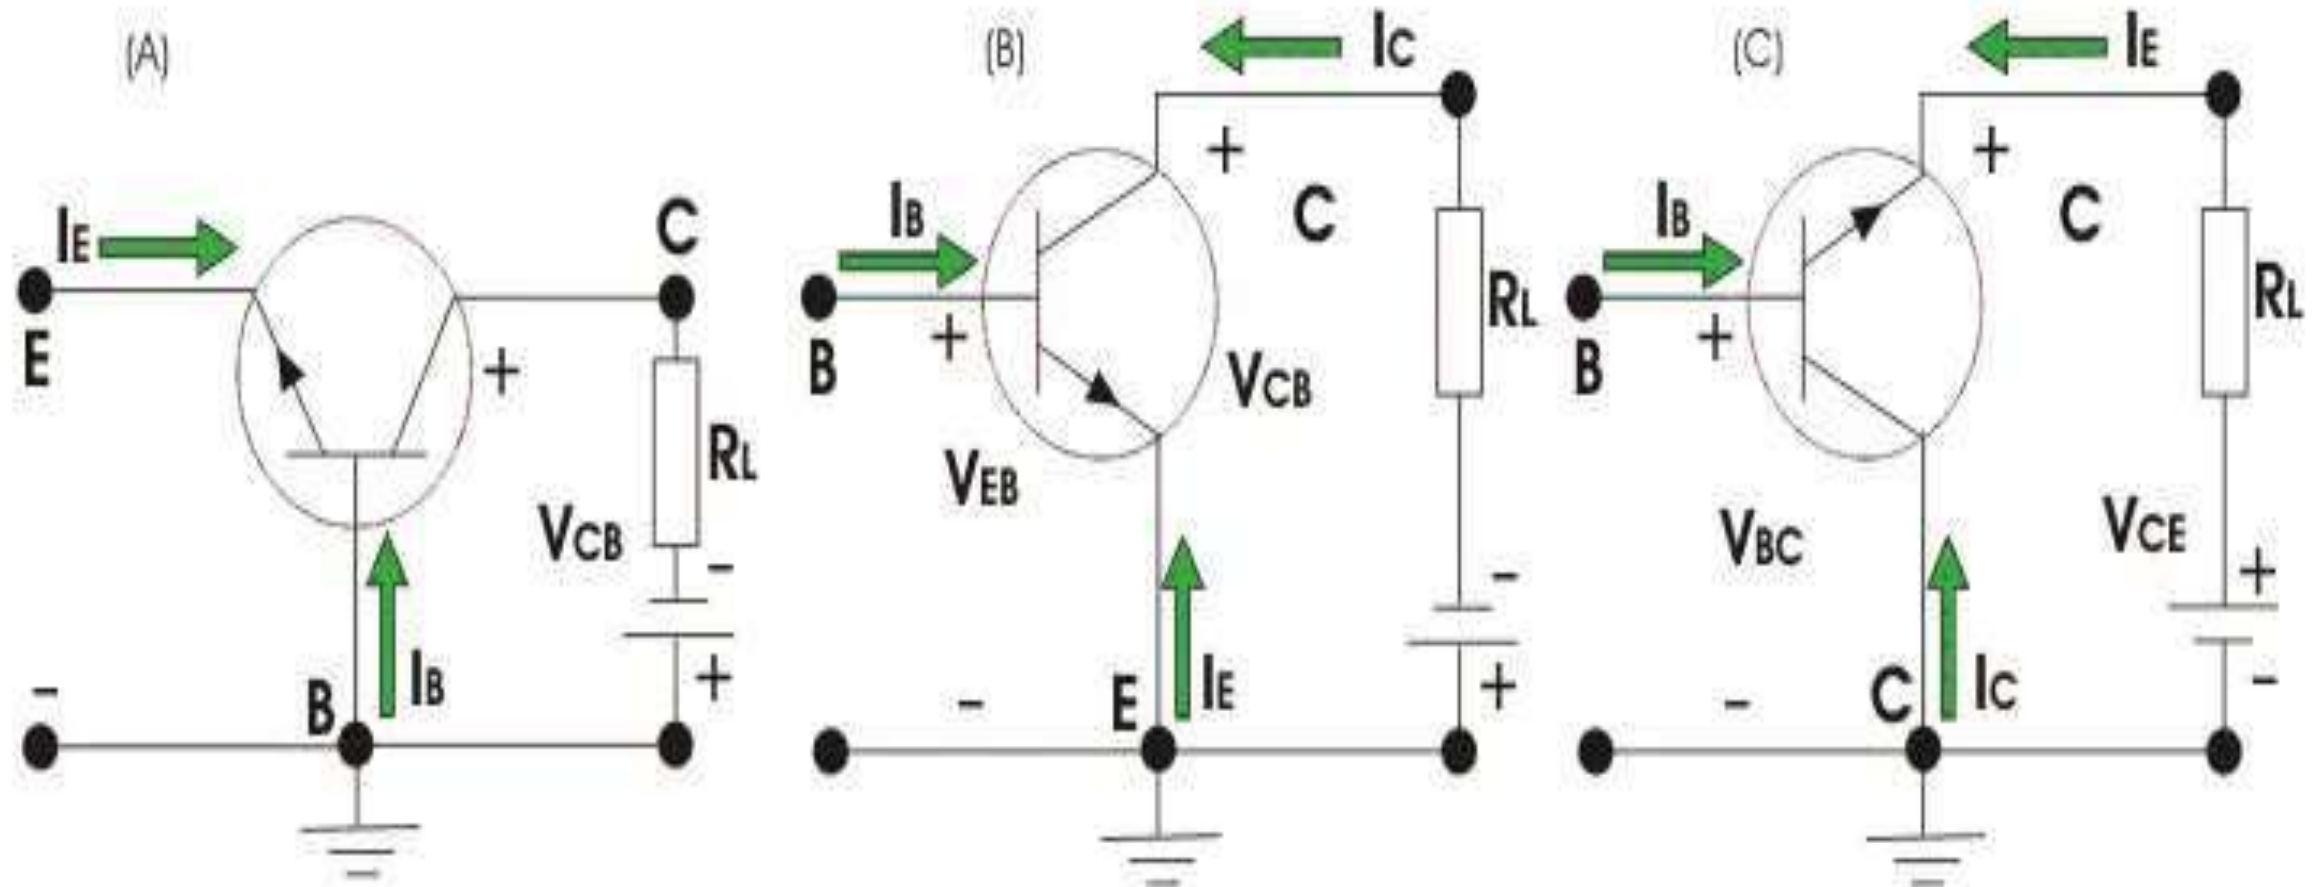 (A)
IE
E
C
+
RL
VCB
-
+
-
B
IB
(B)
IC
+
C
IB
B
+
RL
VCB
VEB
-
+
-
E
IE
(C)
IE
+
C
IB
B
+
RL
VBC
VCE
+
-
-
C
IC